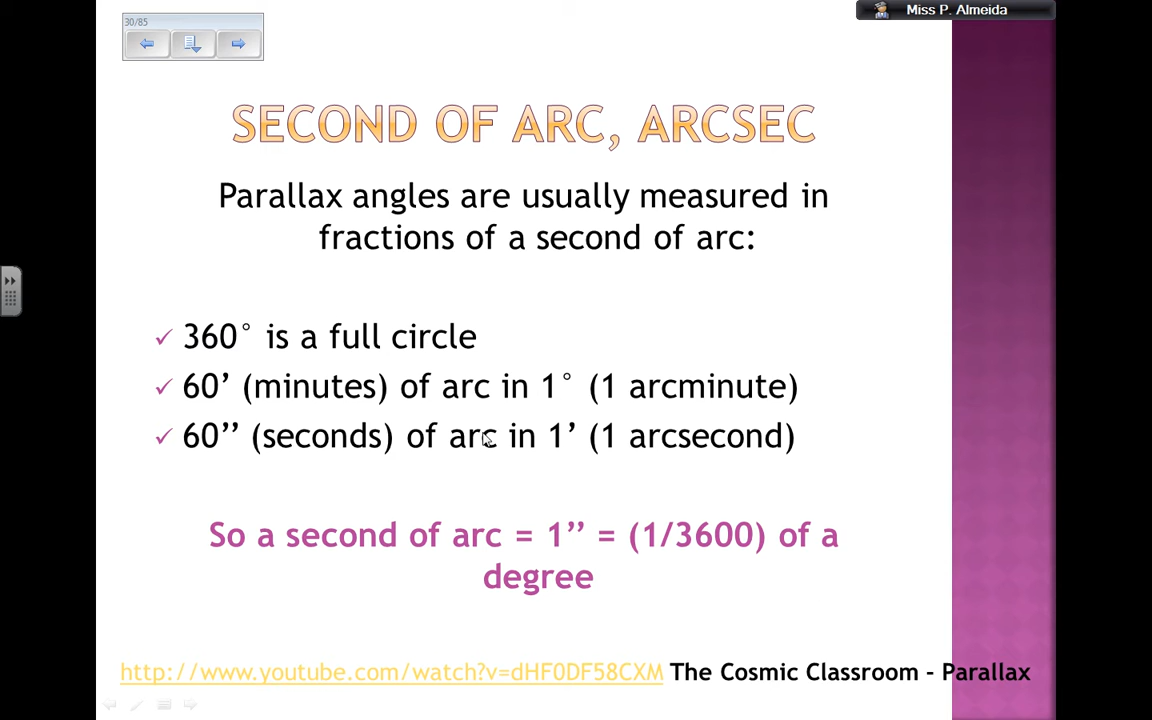 30/85
Miss P. Almeida
SECOND OF ARC, ARCSEC
Parallax angles are usually measured in
fractions of a second of arc:
✓ 360° is a full circle
✓ 60’ (minutes) of arc in 1° (1 arcminute)
✓ 60’’ (seconds) of arc in 1’ (1 arcsecond)
So a second of arc = 1’’ = (1/3600) of a
degree
http://www.youtube.com/watch?v=dHF0DF58CXM The Cosmic Classroom - Parallax